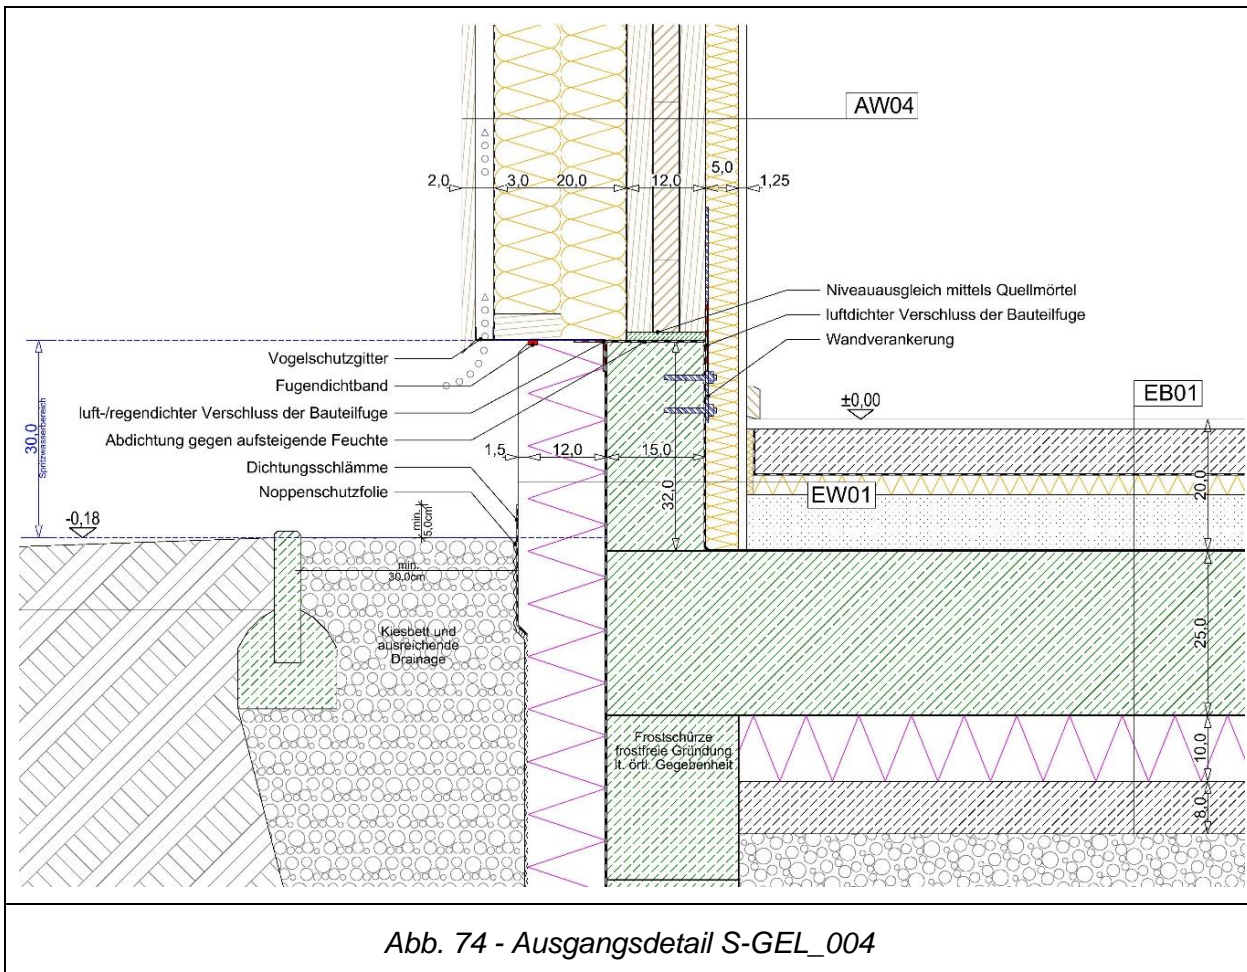 AW04
5,0
2,0
3,0
20,0
12,0
1,25
Niveauausgleich mittels Quellmörtel
luftdichter Verschluss der Bauteilfuge
Wandverankerung
Vogelschutzgitter
Fugendichtband
luft-/regendichter Verschluss der Bauteilfuge
Abdichtung gegen aufsteigende Feuchte
Dichtungsschlämme
Noppenschutzfolie
30,0
Spritzwasserbereich
±0,00
EB01
1,5
12,0
15,0
32,0
EW01
20,0
-0,18
min.
5,0cm
min.
30,0cm
Kiesbett und
ausreichende
Drainage
25,0
Frostschürze
frostfreie Gründung
lt. örtl. Gegebenheit
10,0
8,0
Abb. 74 - Ausgangsdetail S-GEL_004